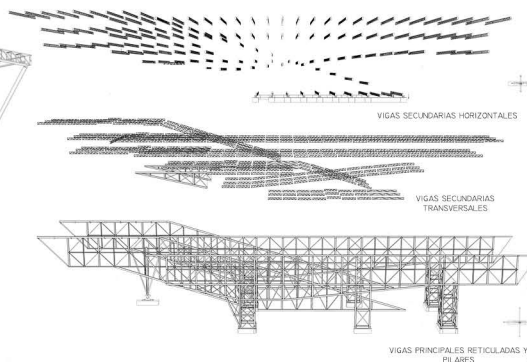 VIGAS SECUNDARIAS HORIZONTALES
VIGAS SECUNDARIAS
TRANSVERSALES
VIGAS PRINCIPALES RETICULADAS Y
PILARES